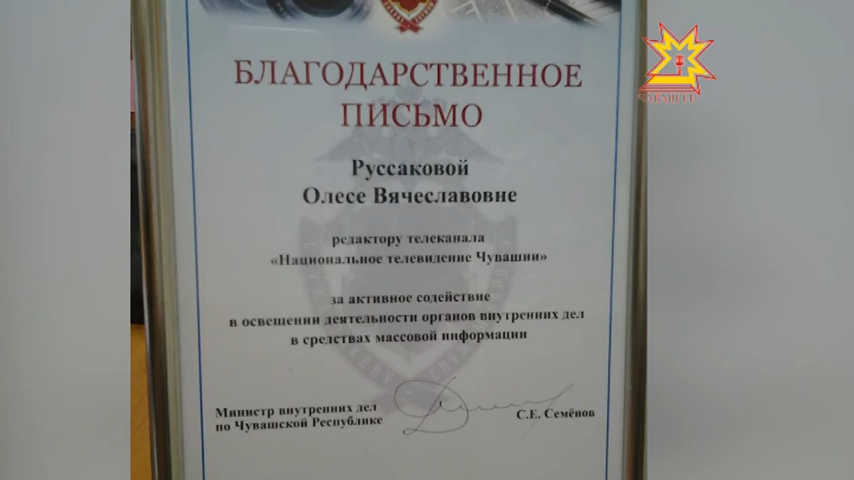 БЛАГОДАРСТВЕННОЕ
ПИСЬМО
Руссаковой
Олесе Вячеславовне
редактору телеканала
«Национальное телевидение Чувашии»
за активное содействие
в освещении деятельности органов внутренних дел
в средствах массовой информации
Министр внутренних дел
по Чувашской Республике
С.Е. Семёнов